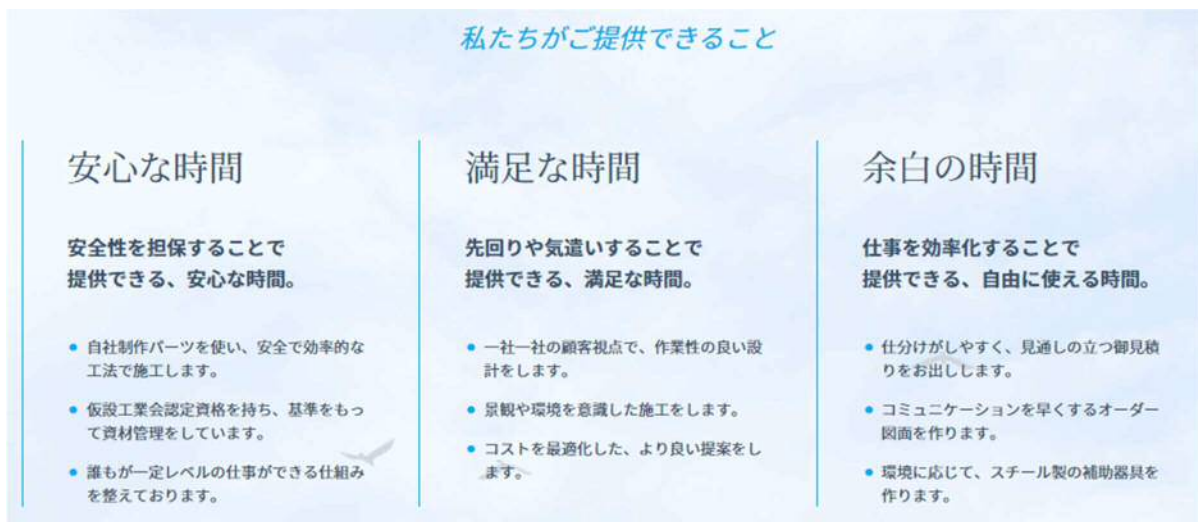 私たちがご提供できること
安心な時間
安全性を担保することで
提供できる、安心な時間。
自社制作パーツを使い、安全で効率的な
工法で施工します。
仮設工業会認定資格を持ち、基準をもっ
て資材管理をしています。
誰もが一定レベルの仕事ができる仕組み
を整えております。
満足な時間
先回りや気遣いすることで
提供できる、満足な時間。
一社一社の顧客視点で、作業性の良い設
計をします。
景観や環境を意識した施工をします。
コストを最適化した、より良い提案をし
ます。
余白の時間
仕事を効率化することで
提供できる、自由に使える時間。
仕分けがしやすく、見通しの立つ御見積
りをお出しします。
コミュニケーションを早くするオーダー
図面を作ります。
環境に応じて、スチール製の補助器具を
作ります。